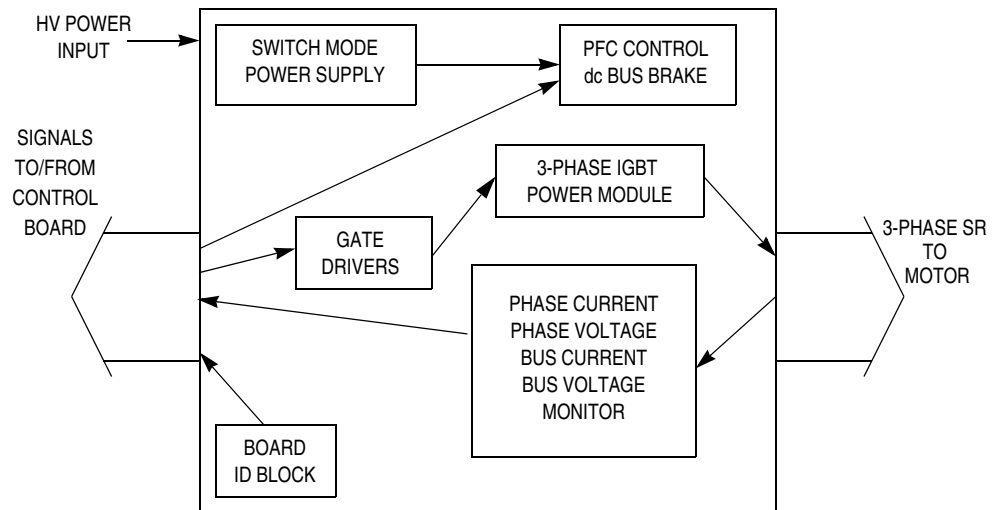 HV POWER
INPUT
SWITCH MODE
POWER SUPPLY
PFC CONTROL
dc BUS BRAKE
SIGNALS
TO/FROM
CONTROL
BOARD
3-PHASE IGBT
POWER MODULE
GATE
DRIVERS
3-PHASE SR
TO
MOTOR
PHASE CURRENT
PHASE VOLTAGE
BUS CURRENT
BUS VOLTAGE
MONITOR
BOARD
ID BLOCK